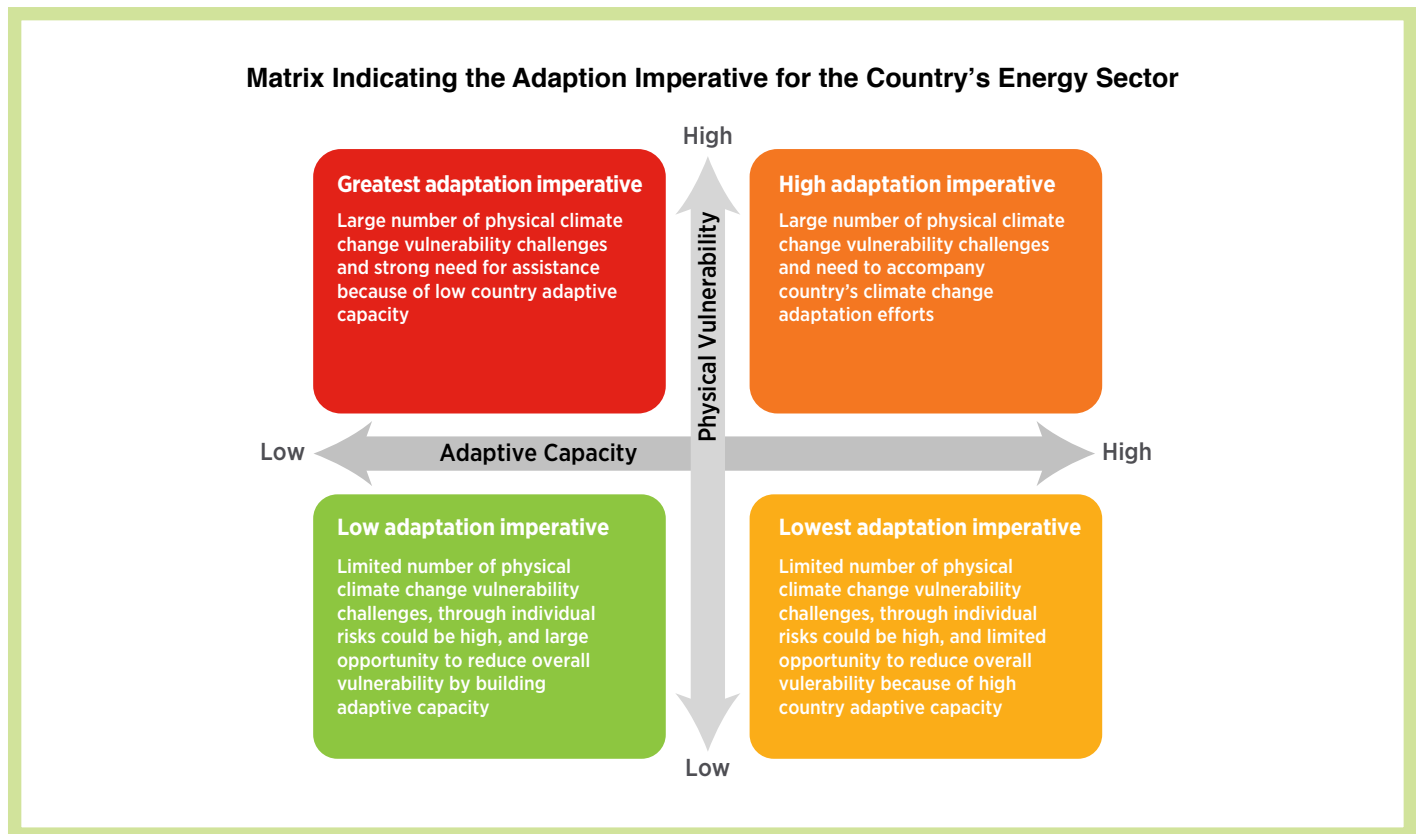 Matrix Indicating the Adaption Imperative for the Country's Energy Sector
High
Greatest adaptation imperative
Large number of physical climate
change vulnerability challenges
and strong need for assistance
because of low country adaptive
capacity
High adaptation imperative
Large number of physical climate
change vulnerability challenges
and need to accompany
country's climate change
adaptation efforts
Physical Vulnerability
Low
Adaptive Capacity
High
Low adaptation imperative
Limited number of physical
climate change vulnerability
challenges, through individual
risks could be high, and large
opportunity to reduce overall
vulnerability by building
adaptive capacity
Lowest adaptation imperative
Limited number of physical
climate change vulnerability
challenges, through individual
risks could be high, and limited
opportunity to reduce overall
vulerability because of high
country adaptive capacity
Low